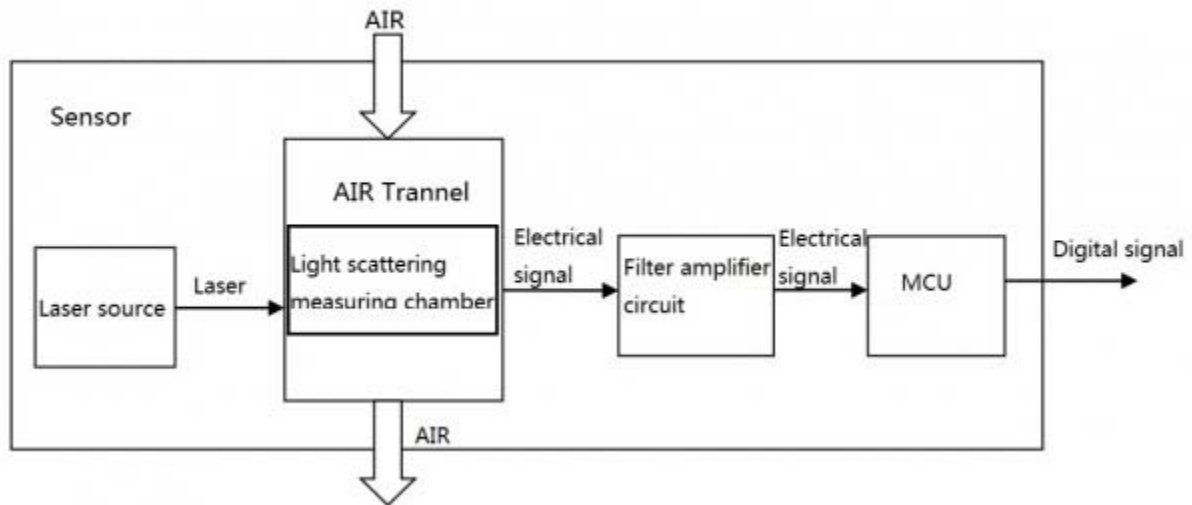 AIR
Sensor
AIR Trannel
Laser source
Laser
Light scattering
measuring chamber
Electrical
signal
Filter amplifier
circuit
Electrical
signal
MCU
Digital signal
AIR